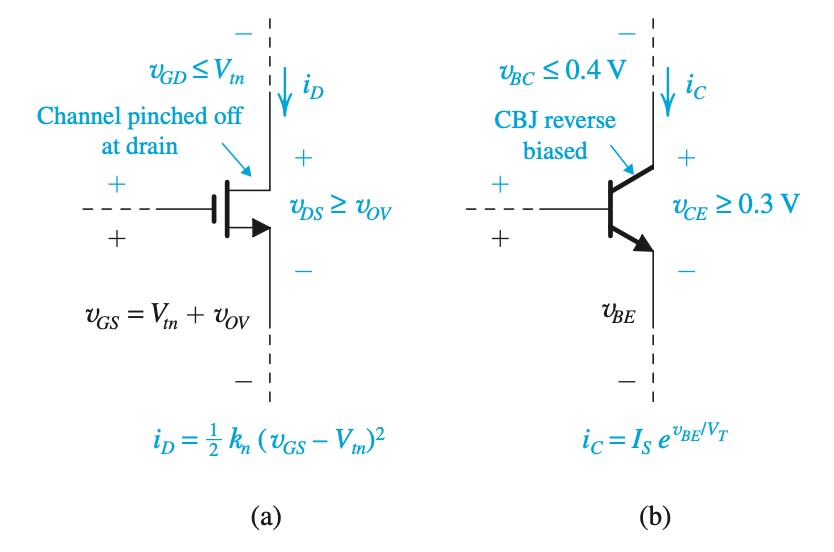 −
v_GD ≤ V_tn
i_D
Channel pinched off
at drain
+
+
v_DS ≥ v_OV
+
−
v_GS = V_tn + v_OV
−
i_D = ½ k_n (v_GS − V_tn)²
(a)
−
v_BC ≤ 0.4 V
i_C
CBJ reverse
biased
+
+
v_CE ≥ 0.3 V
+
−
v_BE
−
i_C = I_S e^{v_BE/V_T}
(b)